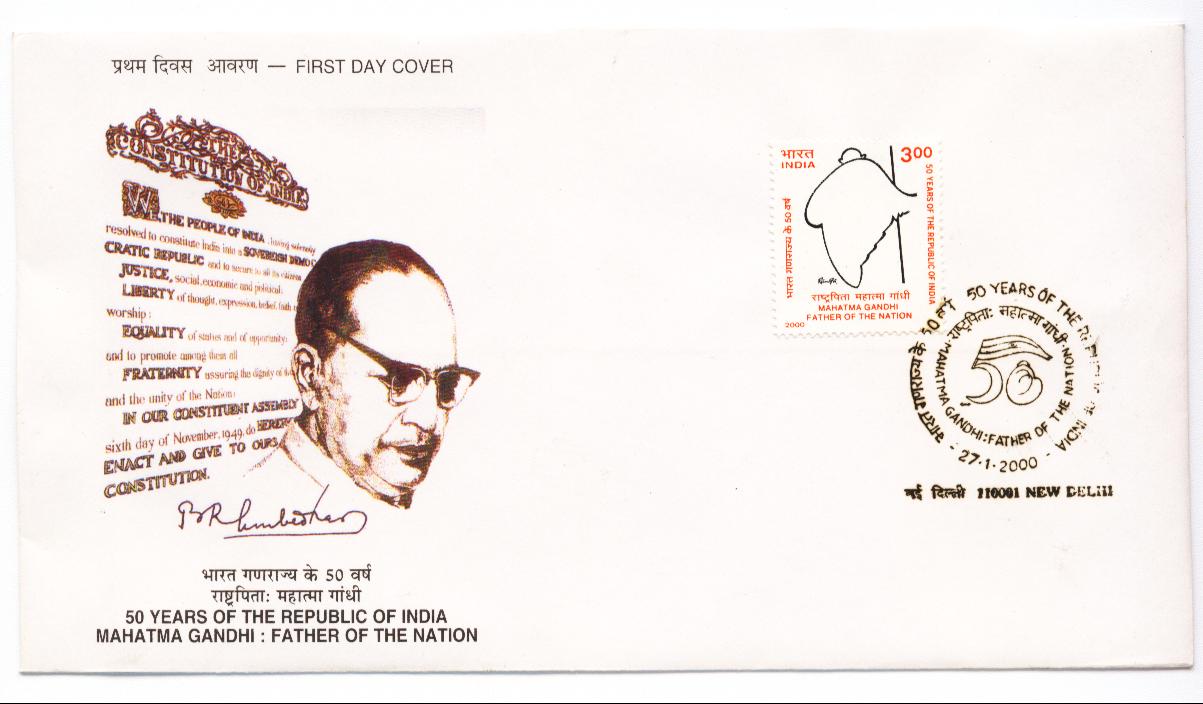 प्रथम दिवस आवरण — FIRST DAY COVER
THE
CONSTITUTION OF INDIA
WE, THE PEOPLE OF INDIA, having solemnly
resolved to constitute India into a SOVEREIGN DEMO
CRATIC REPUBLIC and to secure to all its citizens
JUSTICE, social, economic and political;
LIBERTY of thought, expression, belief, faith
worship;
EQUALITY of status and of opportunity;
and to promote among them all
FRATERNITY assuring the dignity of the
and the unity of the Nation;
IN OUR CONSTITUENT ASSEMBLY
sixth day of November, 1949, do HEREBY
ENACT AND GIVE TO OURS
CONSTITUTION.
B R Ambedkar
भारत गणराज्य के 50 वर्ष
राष्ट्रपिता: महात्मा गांधी
50 YEARS OF THE REPUBLIC OF INDIA
MAHATMA GANDHI : FATHER OF THE NATION
भारत
INDIA
3.00
भारत गणराज्य के 50 वर्ष
50 YEARS OF THE REPUBLIC OF INDIA
राष्ट्रपिता महात्मा गांधी
MAHATMA GANDHI
FATHER OF THE NATION
2000
भारत गणराज्य के 50 वर्ष 50 YEARS OF THE REPUBLIC OF INDIA
राष्ट्रपिता: महात्मा गांधी
MAHATMA GANDHI: FATHER OF THE NATION
50
27.1.2000
नई दिल्ली 110001 NEW DELHI